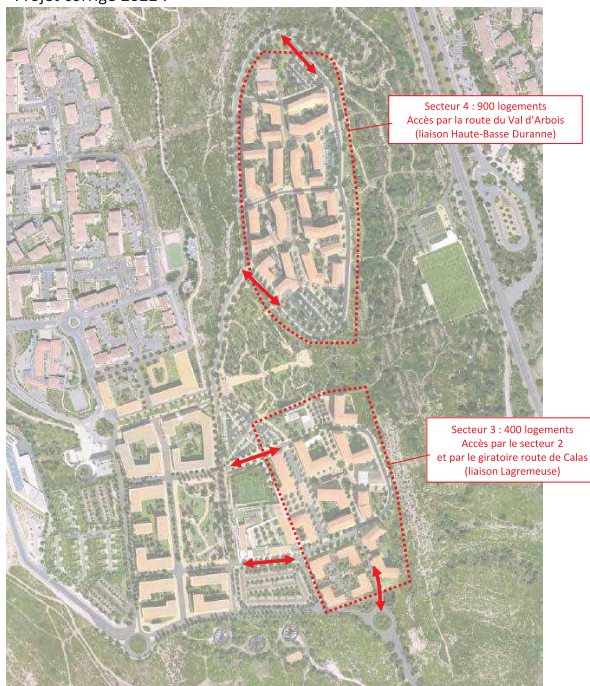 Projet corrigé 2022 :
Secteur 4 : 900 logements
Accès par la route du Val d'Arbois
(liaison Haute-Basse Duranne)
Secteur 3 : 400 logements
Accès par le secteur 2
et par le giratoire route de Calas
(liaison Lagremeuse)